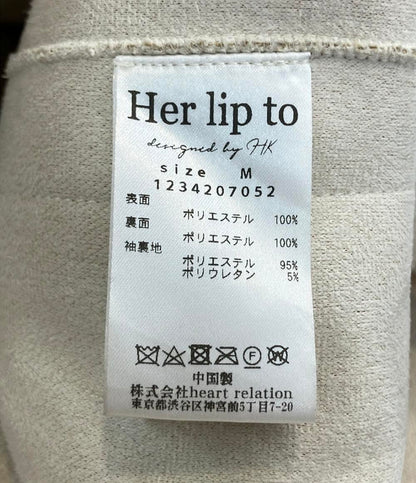 Her lip to
designed by HK
size M
1234207052
表面
ポリエステル 100%
裏面
ポリエステル 100%
袖裏地
ポリエステル 95%
ポリウレタン 5%
中国製
株式会社heart relation
東京都渋谷区神宮前5丁目7-20